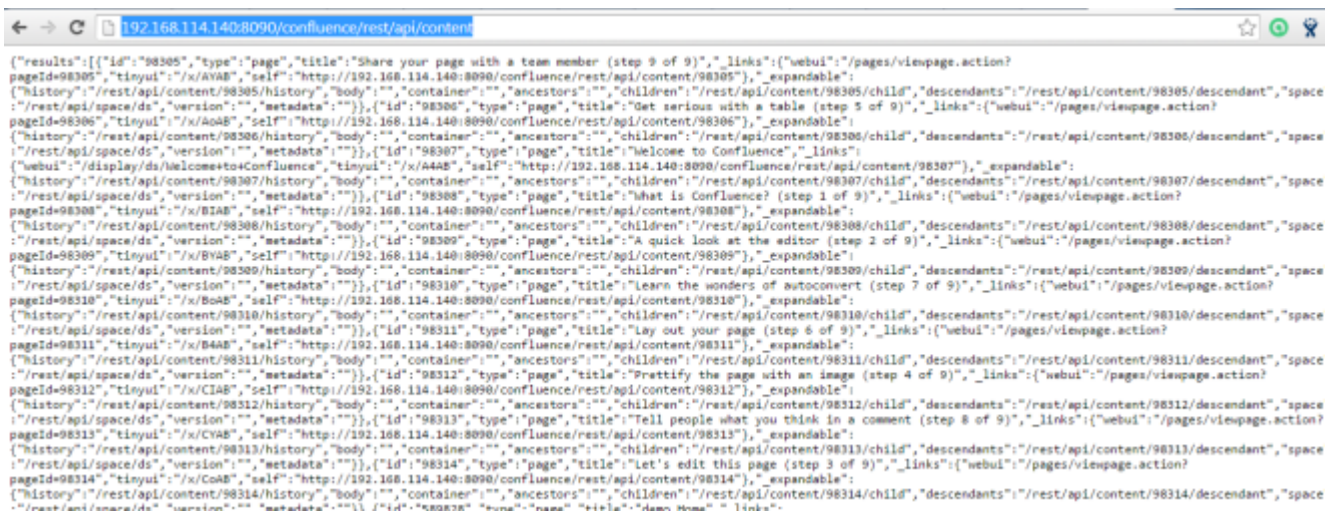 192.168.114.140:8090/confluence/rest/api/content
{"results":[{"id":"98305","type":"page","title":"Share your page with a team member (step 9 of 9)","_links":{"webui":"/pages/viewpage.action?
pageId=98305","tinyui":"/x/AYAB","self":"http://192.168.114.140:8090/confluence/rest/api/content/98305"},"_expandable":
{"history":"/rest/api/content/98305/history","body":"","container":"","ancestors":"","children":"/rest/api/content/98305/child","descendants":"/rest/api/content/98305/descendant","space
":"/rest/api/space/ds","version":"","metadata":""}},{"id":"98306","type":"page","title":"Get serious with a table (step 5 of 9)","_links":{"webui":"/pages/viewpage.action?
pageId=98306","tinyui":"/x/AoAB","self":"http://192.168.114.140:8090/confluence/rest/api/content/98306"},"_expandable":
{"history":"/rest/api/content/98306/history","body":"","container":"","ancestors":"","children":"/rest/api/content/98306/child","descendants":"/rest/api/content/98306/descendant","space
":"/rest/api/space/ds","version":"","metadata":""}},{"id":"98307","type":"page","title":"Welcome to Confluence","_links":
{"webui":"/display/ds/Welcome+to+Confluence","tinyui":"/x/A4AB","self":"http://192.168.114.140:8090/confluence/rest/api/content/98307"},"_expandable":
{"history":"/rest/api/content/98307/history","body":"","container":"","ancestors":"","children":"/rest/api/content/98307/child","descendants":"/rest/api/content/98307/descendant","space
":"/rest/api/space/ds","version":"","metadata":""}},{"id":"98308","type":"page","title":"What is Confluence? (step 1 of 9)","_links":{"webui":"/pages/viewpage.action?
pageId=98308","tinyui":"/x/BIAB","self":"http://192.168.114.140:8090/confluence/rest/api/content/98308"},"_expandable":
{"history":"/rest/api/content/98308/history","body":"","container":"","ancestors":"","children":"/rest/api/content/98308/child","descendants":"/rest/api/content/98308/descendant","space
":"/rest/api/space/ds","version":"","metadata":""}},{"id":"98309","type":"page","title":"A quick look at the editor (step 2 of 9)","_links":{"webui":"/pages/viewpage.action?
pageId=98309","tinyui":"/x/BYAB","self":"http://192.168.114.140:8090/confluence/rest/api/content/98309"},"_expandable":
{"history":"/rest/api/content/98309/history","body":"","container":"","ancestors":"","children":"/rest/api/content/98309/child","descendants":"/rest/api/content/98309/descendant","space
":"/rest/api/space/ds","version":"","metadata":""}},{"id":"98310","type":"page","title":"Learn the wonders of autoconvert (step 7 of 9)","_links":{"webui":"/pages/viewpage.action?
pageId=98310","tinyui":"/x/BoAB","self":"http://192.168.114.140:8090/confluence/rest/api/content/98310"},"_expandable":
{"history":"/rest/api/content/98310/history","body":"","container":"","ancestors":"","children":"/rest/api/content/98310/child","descendants":"/rest/api/content/98310/descendant","space
":"/rest/api/space/ds","version":"","metadata":""}},{"id":"98311","type":"page","title":"Lay out your page (step 6 of 9)","_links":{"webui":"/pages/viewpage.action?
pageId=98311","tinyui":"/x/B4AB","self":"http://192.168.114.140:8090/confluence/rest/api/content/98311"},"_expandable":
{"history":"/rest/api/content/98311/history","body":"","container":"","ancestors":"","children":"/rest/api/content/98311/child","descendants":"/rest/api/content/98311/descendant","space
":"/rest/api/space/ds","version":"","metadata":""}},{"id":"98312","type":"page","title":"Prettify the page with an image (step 4 of 9)","_links":{"webui":"/pages/viewpage.action?
pageId=98312","tinyui":"/x/CIAB","self":"http://192.168.114.140:8090/confluence/rest/api/content/98312"},"_expandable":
{"history":"/rest/api/content/98312/history","body":"","container":"","ancestors":"","children":"/rest/api/content/98312/child","descendants":"/rest/api/content/98312/descendant","space
":"/rest/api/space/ds","version":"","metadata":""}},{"id":"98313","type":"page","title":"Tell people what you think in a comment (step 8 of 9)","_links":{"webui":"/pages/viewpage.action?
pageId=98313","tinyui":"/x/CYAB","self":"http://192.168.114.140:8090/confluence/rest/api/content/98313"},"_expandable":
{"history":"/rest/api/content/98313/history","body":"","container":"","ancestors":"","children":"/rest/api/content/98313/child","descendants":"/rest/api/content/98313/descendant","space
":"/rest/api/space/ds","version":"","metadata":""}},{"id":"98314","type":"page","title":"Let's edit this page (step 3 of 9)","_links":{"webui":"/pages/viewpage.action?
pageId=98314","tinyui":"/x/CoAB","self":"http://192.168.114.140:8090/confluence/rest/api/content/98314"},"_expandable":
{"history":"/rest/api/content/98314/history","body":"","container":"","ancestors":"","children":"/rest/api/content/98314/child","descendants":"/rest/api/content/98314/descendant","space
":"/rest/api/space/ds","version":"","metadata":""}},{"id":"589828","type":"page","title":"demo Home","_links":